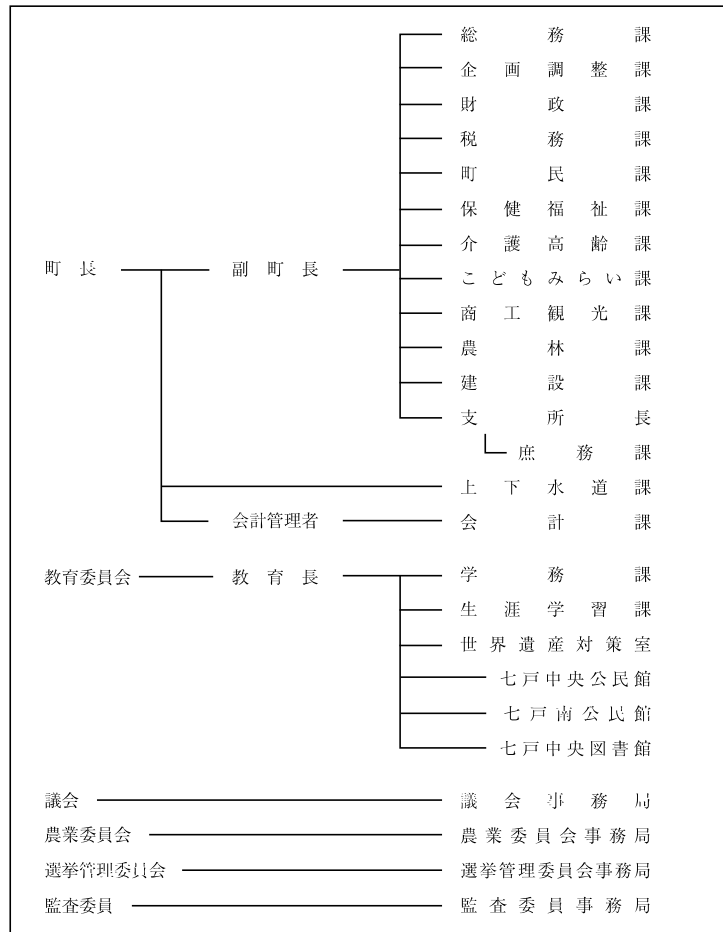 総務課
企画調整課
財政課
税務課
町民課
保健福祉課
介護高齢課
町長 副町長 こどもみらい課
商工観光課
農林課
建設課
支所長
庶務課
上下水道課
会計管理者 会計課
教育委員会 教育長 学務課
生涯学習課
世界遺産対策室
七戸中央公民館
七戸南公民館
七戸中央図書館
議会 議会事務局
農業委員会 農業委員会事務局
選挙管理委員会 選挙管理委員会事務局
監査委員 監査委員事務局